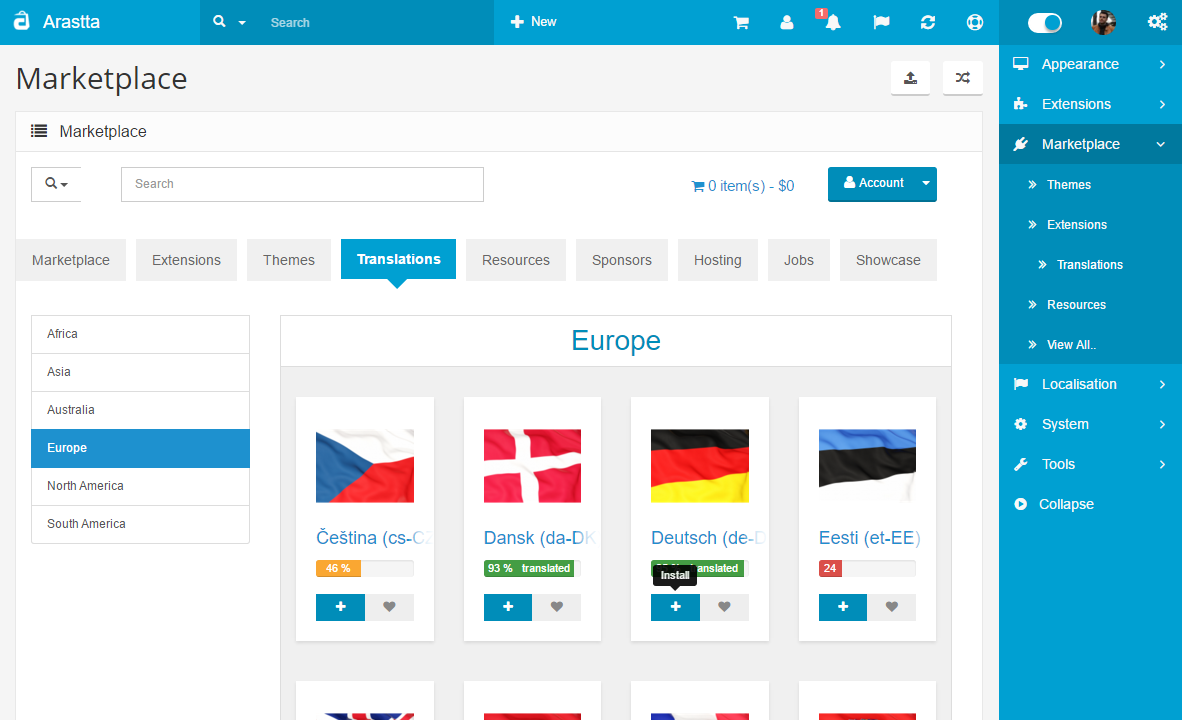 Arastta
Search
New
1
Marketplace
Marketplace
Search
0 item(s) - $0
Account
Marketplace
Extensions
Themes
Translations
Resources
Sponsors
Hosting
Jobs
Showcase
Africa
Asia
Australia
Europe
North America
South America
Europe
Čeština (cs-CZ
46 %
Dansk (da-DK
93 % translated
Deutsch (de-D
translated
Install
Eesti (et-EE)
24
Appearance
Extensions
Marketplace
Themes
Extensions
Translations
Resources
View All..
Localisation
System
Tools
Collapse